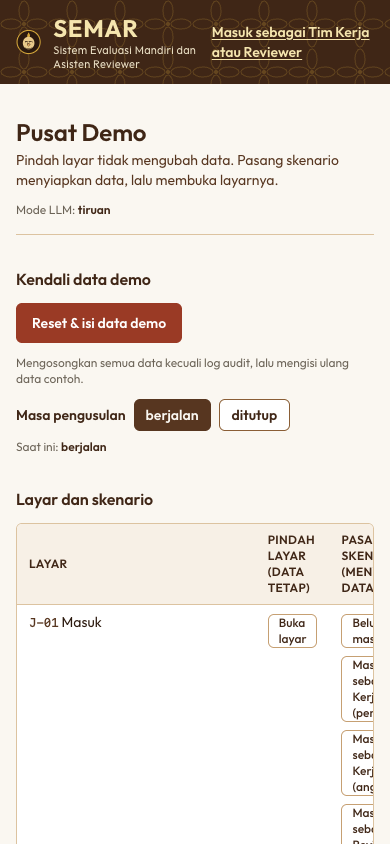 SEMAR
Sistem Evaluasi Mandiri dan
Asisten Reviewer
Masuk sebagai Tim Kerja
atau Reviewer
Pusat Demo
Pindah layar tidak mengubah data. Pasang skenario
menyiapkan data, lalu membuka layarnya.
Mode LLM: tiruan
Kendali data demo
Reset & isi data demo
Mengosongkan semua data kecuali log audit, lalu mengisi ulang
data contoh.
Masa pengusulan berjalan ditutup
Saat ini: berjalan
Layar dan skenario
LAYAR
PINDAH
LAYAR
(DATA
TETAP)
J-01 Masuk
Buka
layar